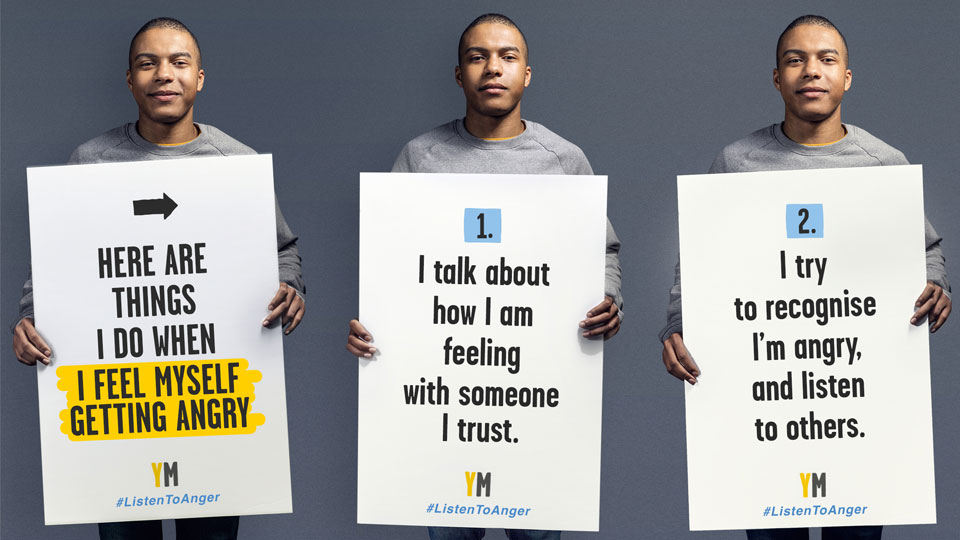 HERE ARE
THINGS
I DO WHEN
I FEEL MYSELF
GETTING ANGRY
YM
#ListenToAnger
1.
I talk about
how I am
feeling
with someone
I trust.
YM
#ListenToAnger
2.
I try
to recognise
I'm angry,
and listen
to others.
YM
#ListenToAnger